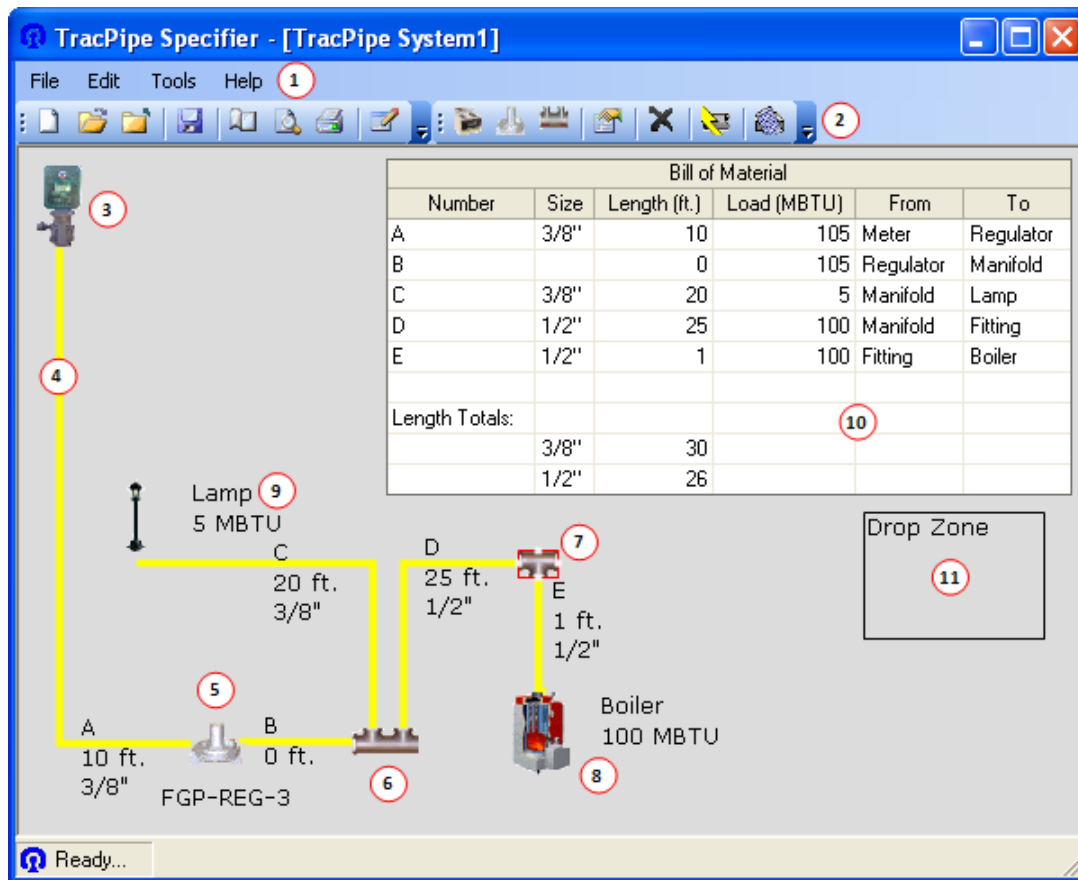 TracPipe Specifier - [TracPipe System1]
File Edit Tools Help 1
2
3
Bill of Material
Number Size Length (ft.) Load (MBTU) From To
A 3/8" 10 105 Meter Regulator
B 0 105 Regulator Manifold
C 3/8" 20 5 Manifold Lamp
D 1/2" 25 100 Manifold Fitting
E 1/2" 1 100 Fitting Boiler
Length Totals: 10
3/8" 30
1/2" 26
4
Lamp 9
5 MBTU
C
20 ft.
3/8"
D
25 ft.
1/2"
7
E
1 ft.
1/2"
Drop Zone
11
5
A
10 ft.
3/8"
B
0 ft.
FGP-REG-3
6
Boiler
100 MBTU
8
Ready...